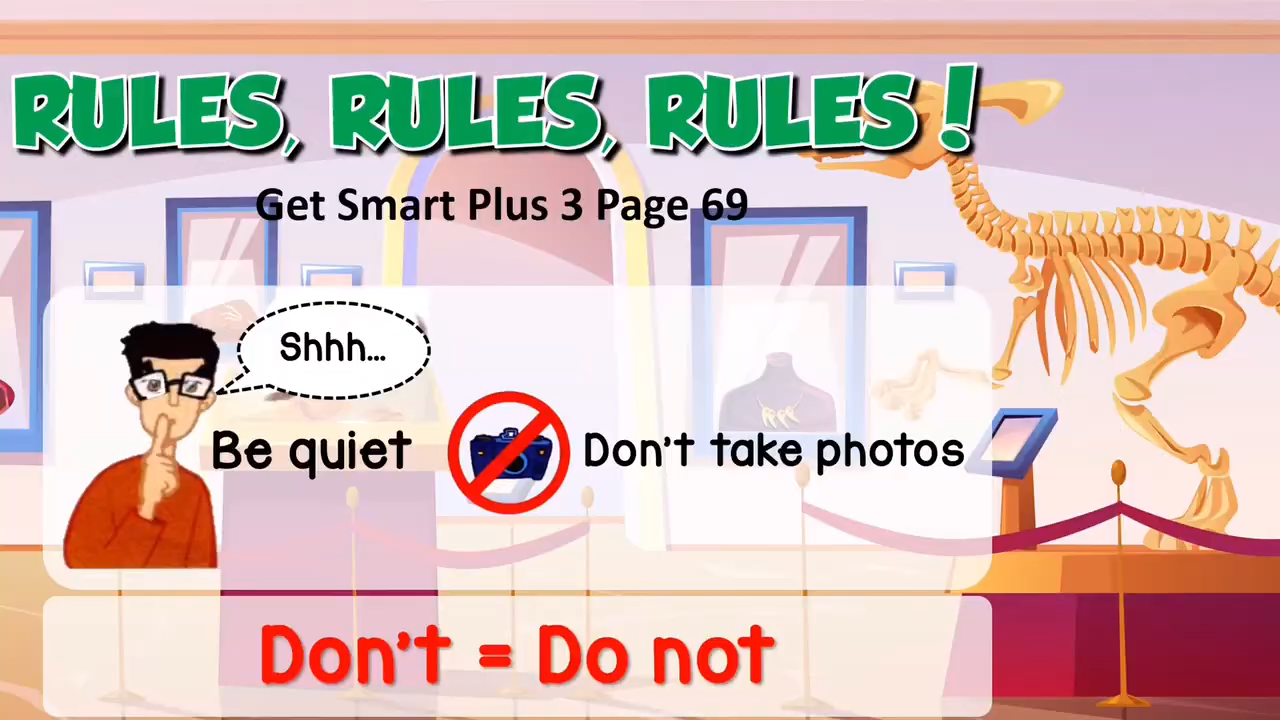 RULES, RULES, RULES!
Get Smart Plus 3 Page 69
Shhh...
Be quiet
Don't take photos
Don't = Do not